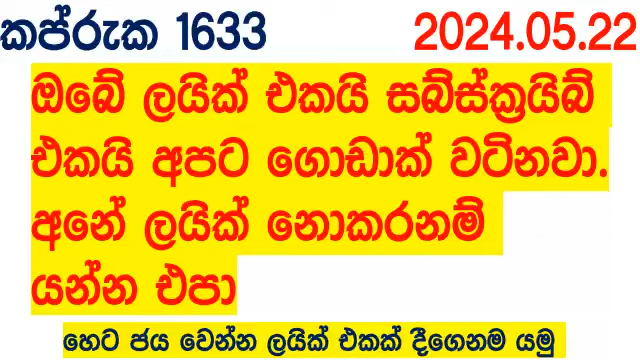 කප්රුක 1633 2024.05.22
ඔබේ ලයික් එකයි සබ්ස්ක්‍රයිබ්
එකයි අපට ගොඩාක් වටිනවා.
අනේ ලයික් නොකරනම්
යන්න එපා
හෙට ජය වෙන්න ලයික් එකක් දීගෙනම යමු